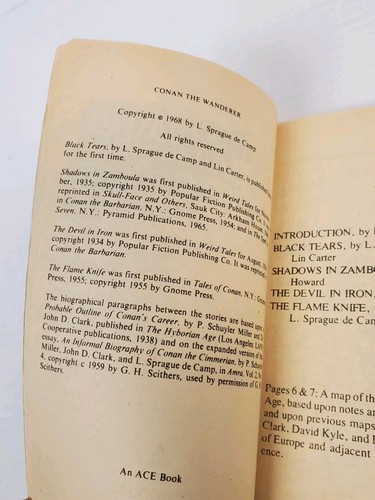 CONAN THE WANDERER
Copyright © 1968 by L. Sprague de Camp
All rights reserved
Black Tears, by L. Sprague de Camp and Lin Carter, is published
for the first time.
Shadows in Zamboula was first published in Weird Tales for
ber, 1935; copyright 1935 by Popular Fiction Publishing Co.
reprinted in Skull-Face and Others, Sauk City: Arkham House,
in Conan the Barbarian, N.Y.: Gnome Press, 1954; and in The
Seven, N.Y.: Pyramid Publications, 1965.
The Devil in Iron was first published in Weird Tales for August,
copyright 1934 by Popular Fiction Publishing Co. It was reprinted
Conan the Barbarian.
The Flame Knife was first published in Tales of Conan, N.Y.: Gnome
Press, 1955; copyright 1955 by Gnome Press.
The biographical paragraphs between the stories are based upon
Probable Outline of Conan's Career, by P. Schuyler Miller and D
John D. Clark, published in The Hyborian Age (Los Angeles: LANY
Cooperative publications, 1938) and on the expanded version of this
essay, An Informal Biography of Conan the Cimmerian, by P. Schuyler
Miller, John D. Clark, and L. Sprague de Camp, in Amra, Vol. 2, No
4, copyright c 1959 by G. H. Scithers, used by permission of G. H.
Scithers.
An ACE Book
INTRODUCTION, by
BLACK TEARS, by L.
Lin Carter
SHADOWS IN ZAMBO
Howard
THE DEVIL IN IRON,
THE FLAME KNIFE,
L. Sprague de Camp
Pages 6 & 7: A map of the
Age, based upon notes an
and upon previous maps
Clark, David Kyle, and
of Europe and adjacent
ence.